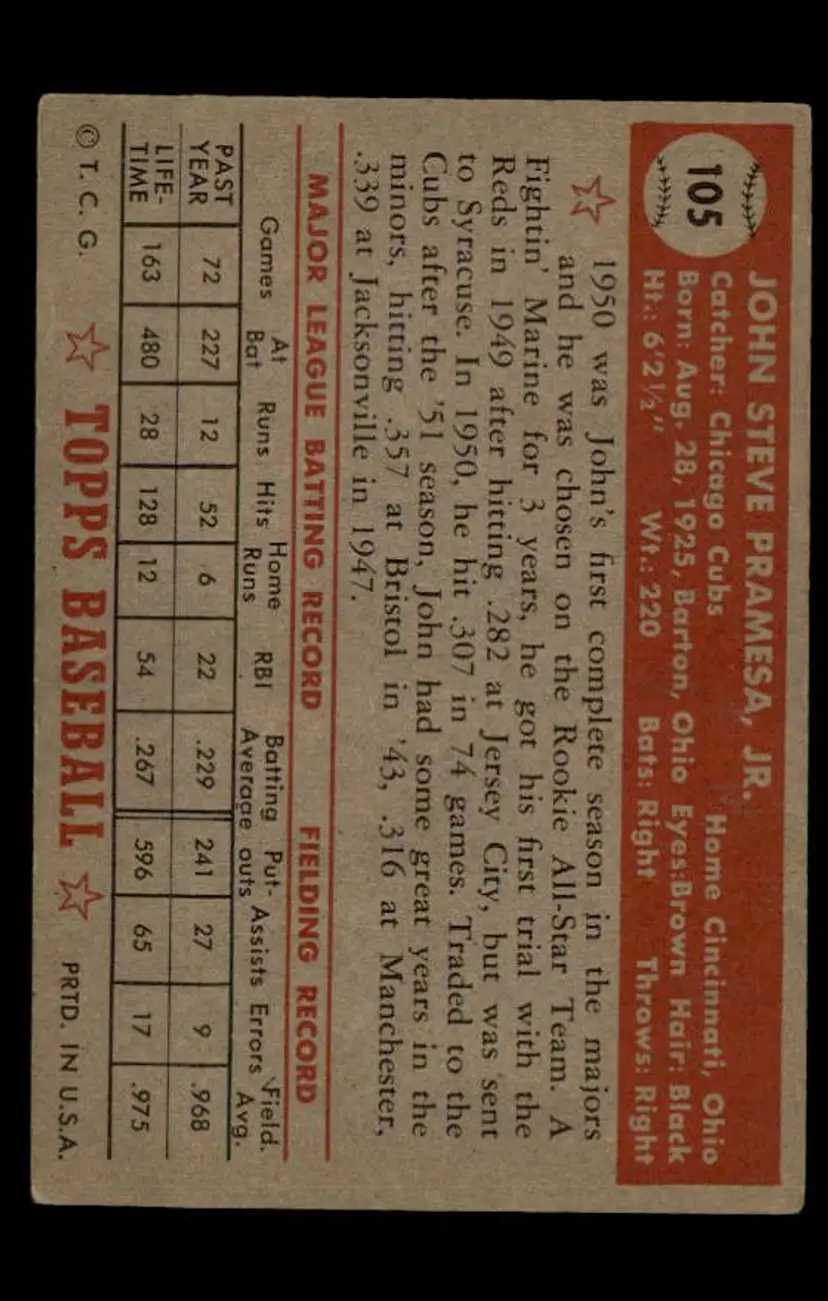 105
JOHN STEVE PRAMESA, JR.
Catcher: Chicago Cubs Home Cincinnati, Ohio
Born: Aug. 28, 1925, Barton, Ohio Eyes:Brown Hair: Black
Ht.: 6'2½" Wt.: 220 Bats: Right Throws: Right
1950 was John's first complete season in the majors
and he was chosen on the Rookie All-Star Team. A
Fightin' Marine for 3 years, he got his first trial with the
Reds in 1949 after hitting .282 at Jersey City, but was sent
to Syracuse. In 1950, he hit .307 in 74 games. Traded to the
Cubs after the '51 season, John had some great years in the
minors, hitting .357 at Bristol in '43, .316 at Manchester,
.339 at Jacksonville in 1947.
MAJOR LEAGUE BATTING RECORD FIELDING RECORD
Games At Bat Runs Hits Home Runs RBI Batting Average Put-outs Assists Errors Field. Avg.
PAST YEAR 72 227 12 52 6 22 .229 241 27 9 .968
LIFE-TIME 163 480 28 128 12 54 .267 596 65 17 .975
© T. C. G. TOPPS BASEBALL PRTD. IN U.S.A.